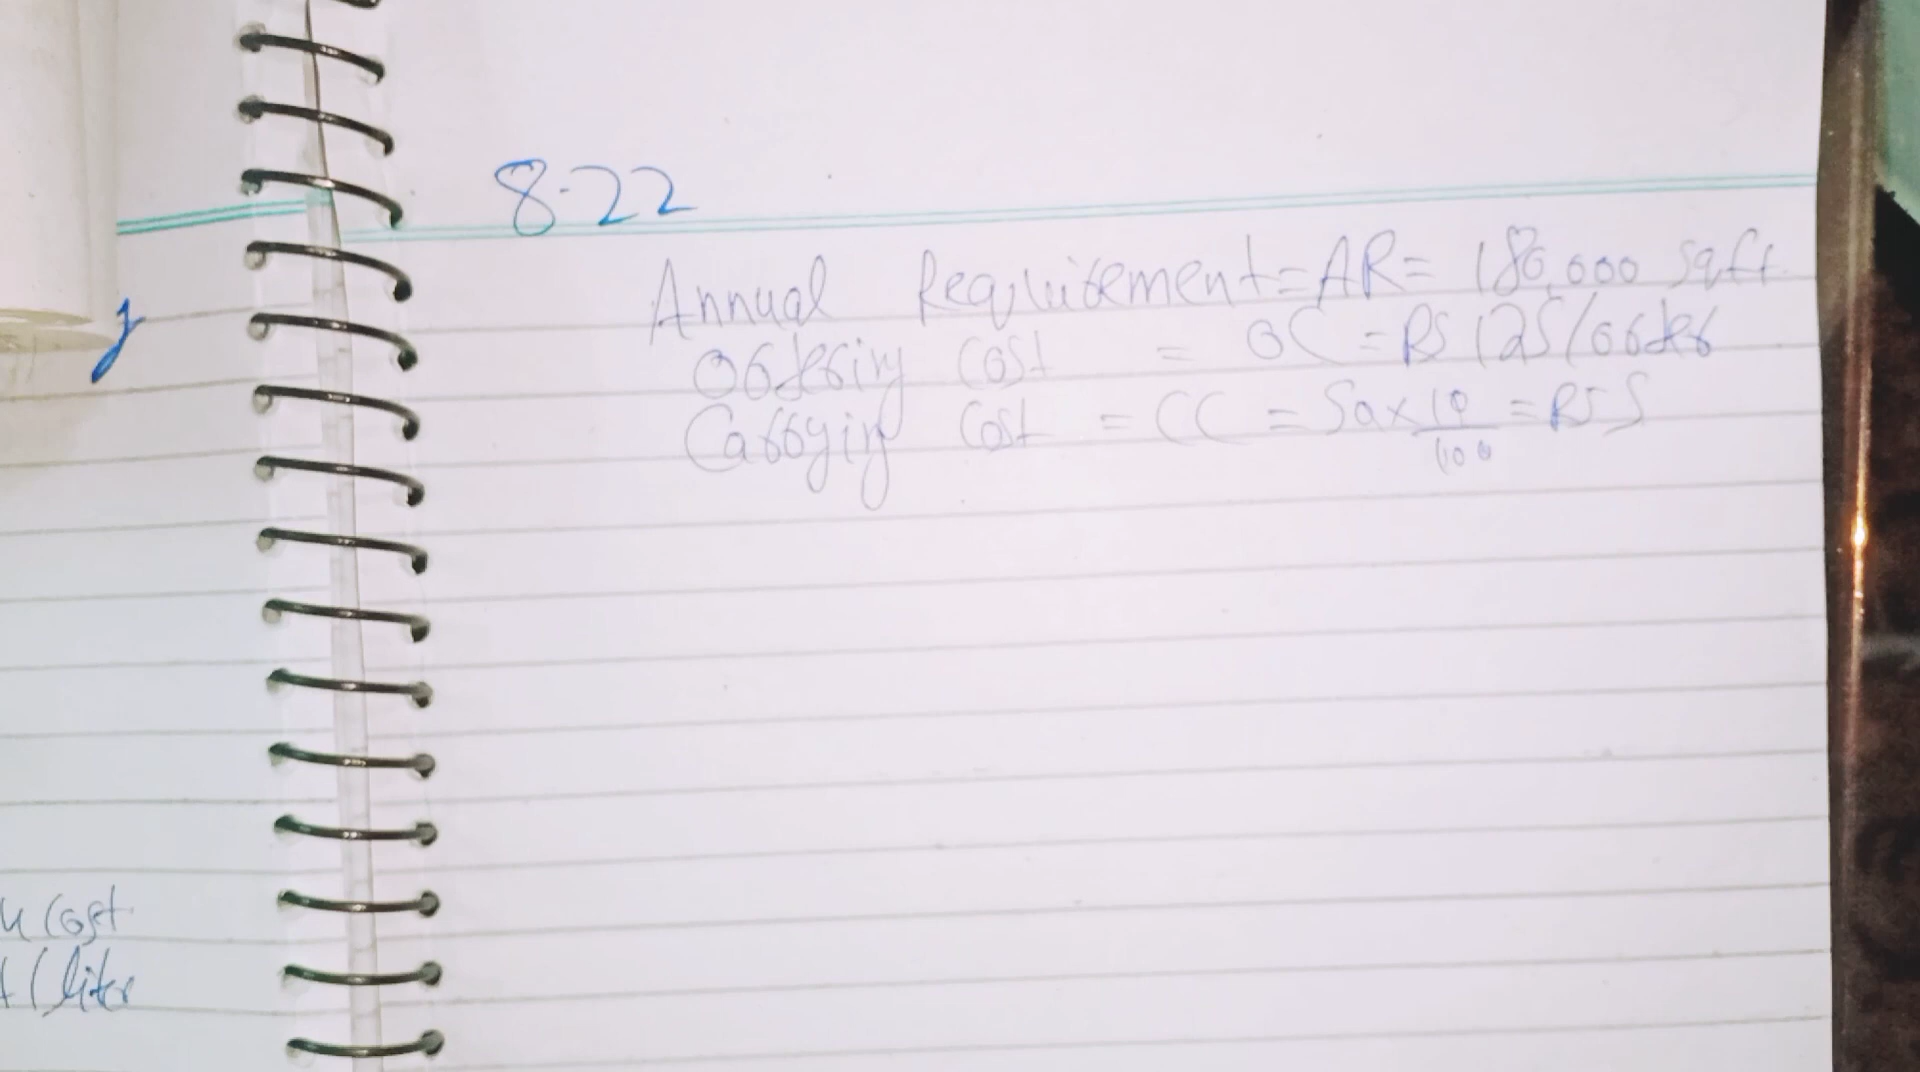 8.22
Annual Requirement = AR = 180,000 sqft
Ordering Cost = OC = RS 125/order
Carrying Cost = CC = 50 x 10/100 = RS 5
Cost
liter